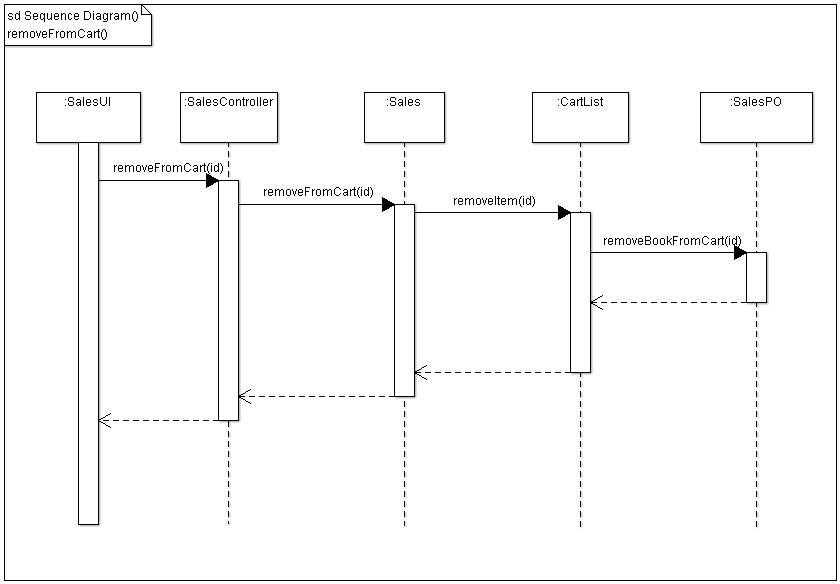 sd Sequence Diagram()
removeFromCart()
:SalesUI
:SalesController
:Sales
:CartList
:SalesPO
removeFromCart(id)
removeFromCart(id)
removeItem(id)
removeBookFromCart(id)